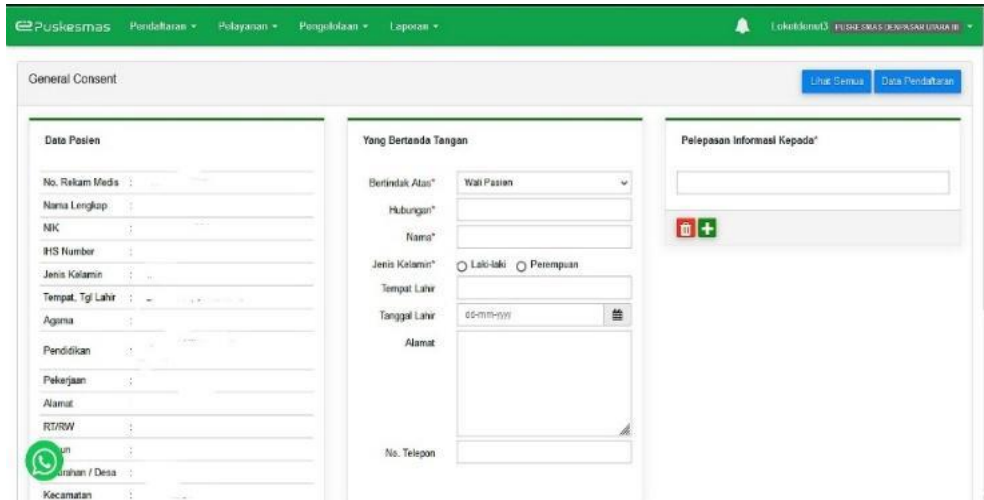 ePuskesmas Pendaftaran Pelayanan Pengelolaan Laporan
General Consent
Lihat Semua Data Pendaftaran
Data Pasien
No. Rekam Medis :
Nama Lengkap :
NIK :
IHS Number :
Jenis Kelamin :
Tempat, Tgl Lahir :
Agama :
Pendidikan :
Pekerjaan :
Alamat
RT/RW :
Kecamatan :
Yang Bertanda Tangan
Bertindak Atas* Wali Pasien
Hubungan*
Nama*
Jenis Kelamin* Laki-laki Perempuan
Tempat Lahir
Tanggal Lahir dd-mm-yyyy
Alamat
No. Telepon
Pelepasan Informasi Kepada*